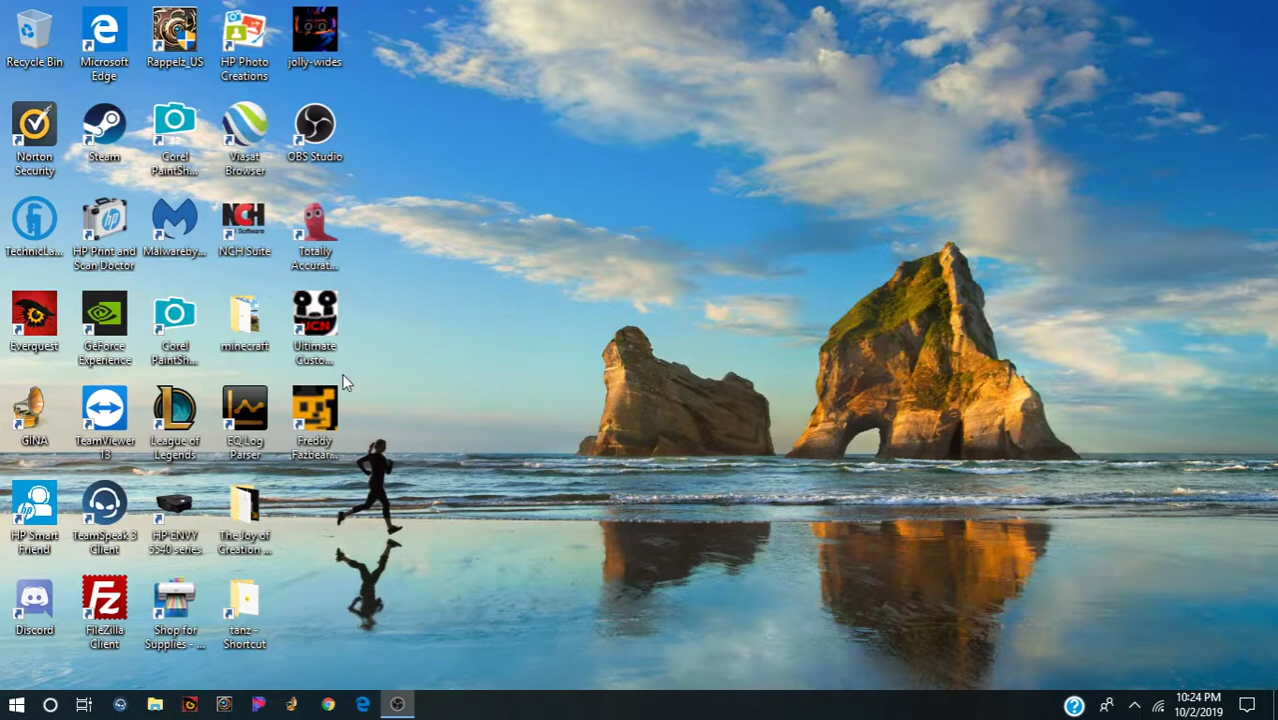 Recycle Bin
Microsoft
Edge
Rappelz_US
HP Photo
Creations
jolly-wides
Norton
Security
Steam
Corel
PaintSh...
Viasat
Browser
OBS Studio
TechnicLa...
HP Print and
Scan Doctor
Malwareby...
NCH
Software
NCH Suite
Totally
Accurat...
Everquest
GeForce
Experience
Corel
PaintSh...
minecraft
UCN
Ultimate
Custo...
GINA
TeamViewer
13
League of
Legends
EQ Log
Parser
Freddy
Fazbear...
HP Smart
Friend
TeamSpeak 3
Client
HP ENVY
5540 series
The Joy of
Creation ...
Discord
FileZilla
Client
Shop for
Supplies - ...
tanz -
Shortcut
10:24 PM
10/2/2019